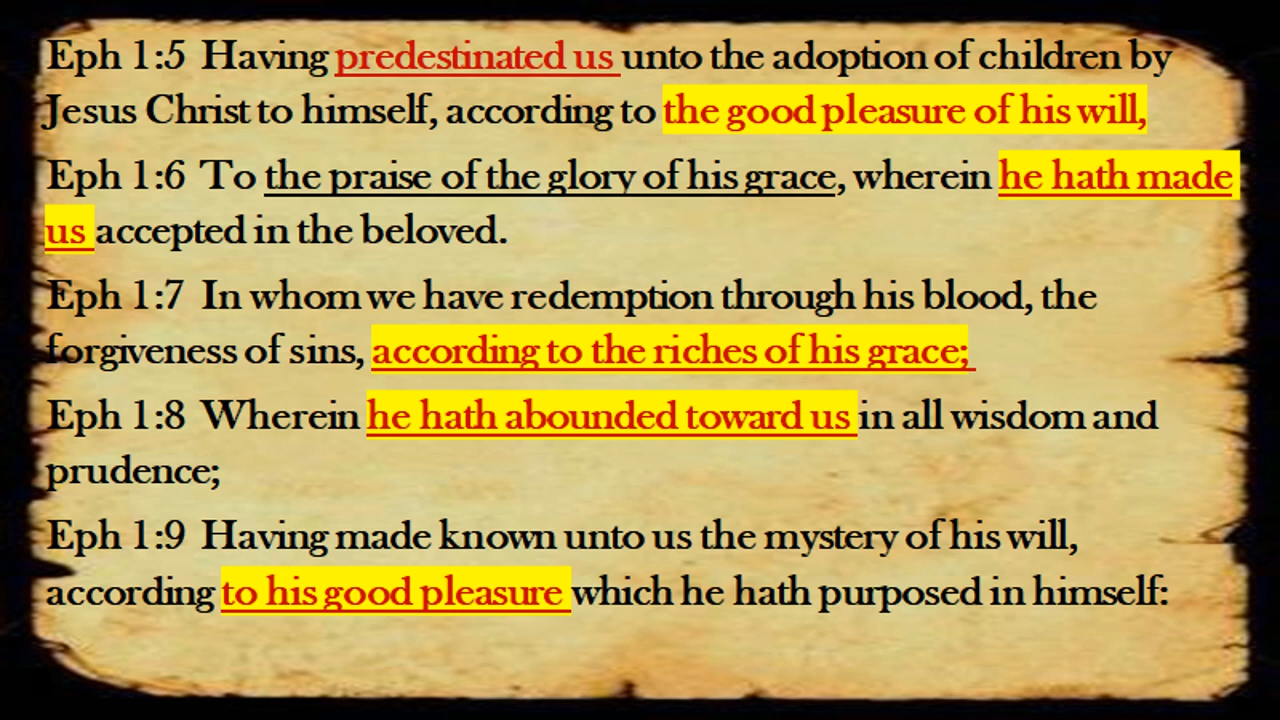 Eph 1:5 Having predestinated us unto the adoption of children by
Jesus Christ to himself, according to the good pleasure of his will,
Eph 1:6 To the praise of the glory of his grace, wherein he hath made
us accepted in the beloved.
Eph 1:7 In whom we have redemption through his blood, the
forgiveness of sins, according to the riches of his grace;
Eph 1:8 Wherein he hath abounded toward us in all wisdom and
prudence;
Eph 1:9 Having made known unto us the mystery of his will,
according to his good pleasure which he hath purposed in himself: